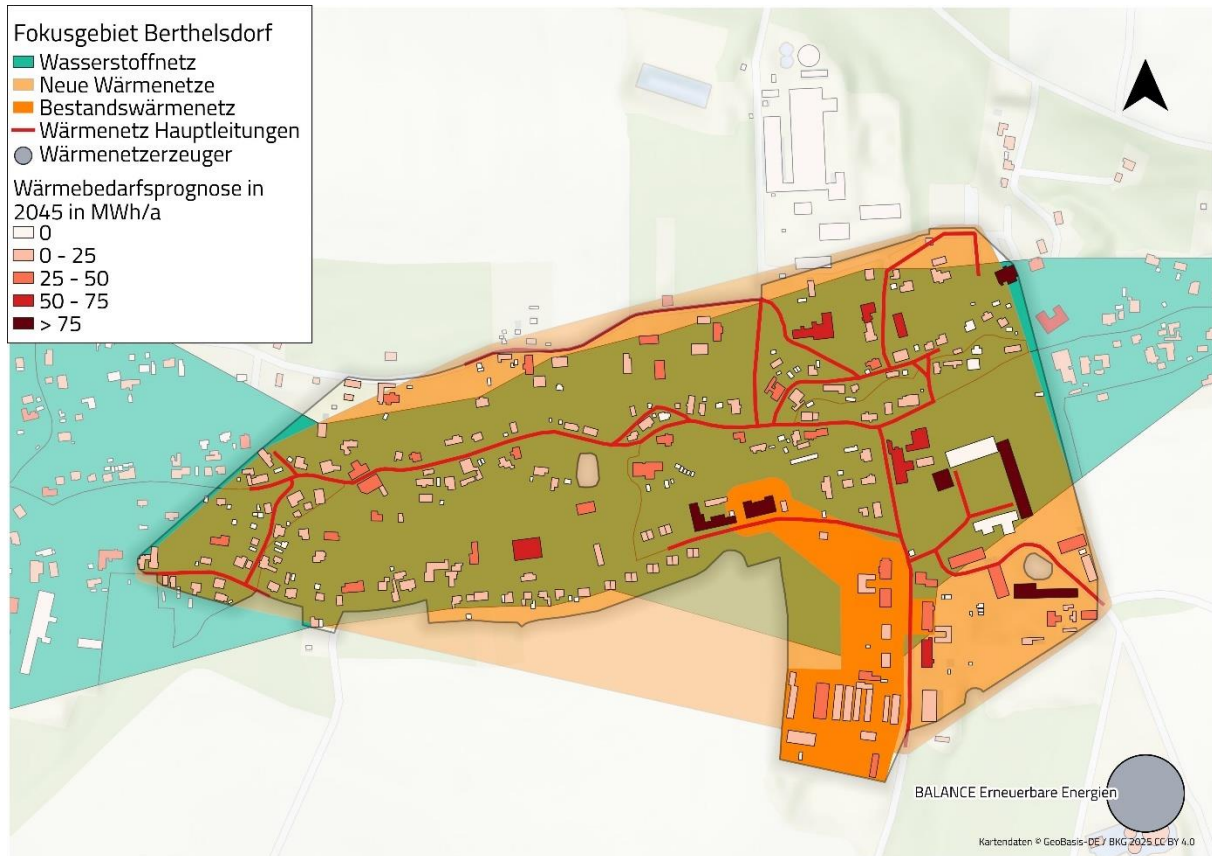 Fokusgebiet Berthelsdorf
Wasserstoffnetz
Neue Wärmenetze
Bestandswärmenetz
Wärmenetz Hauptleitungen
Wärmenetzerzeuger
Wärmebedarfsprognose in
2045 in MWh/a
0
0 - 25
25 - 50
50 - 75
> 75
BALANCE Erneuerbare Energien
Kartendaten © GeoBasis-DE / BKG 2025 CC BY 4.0